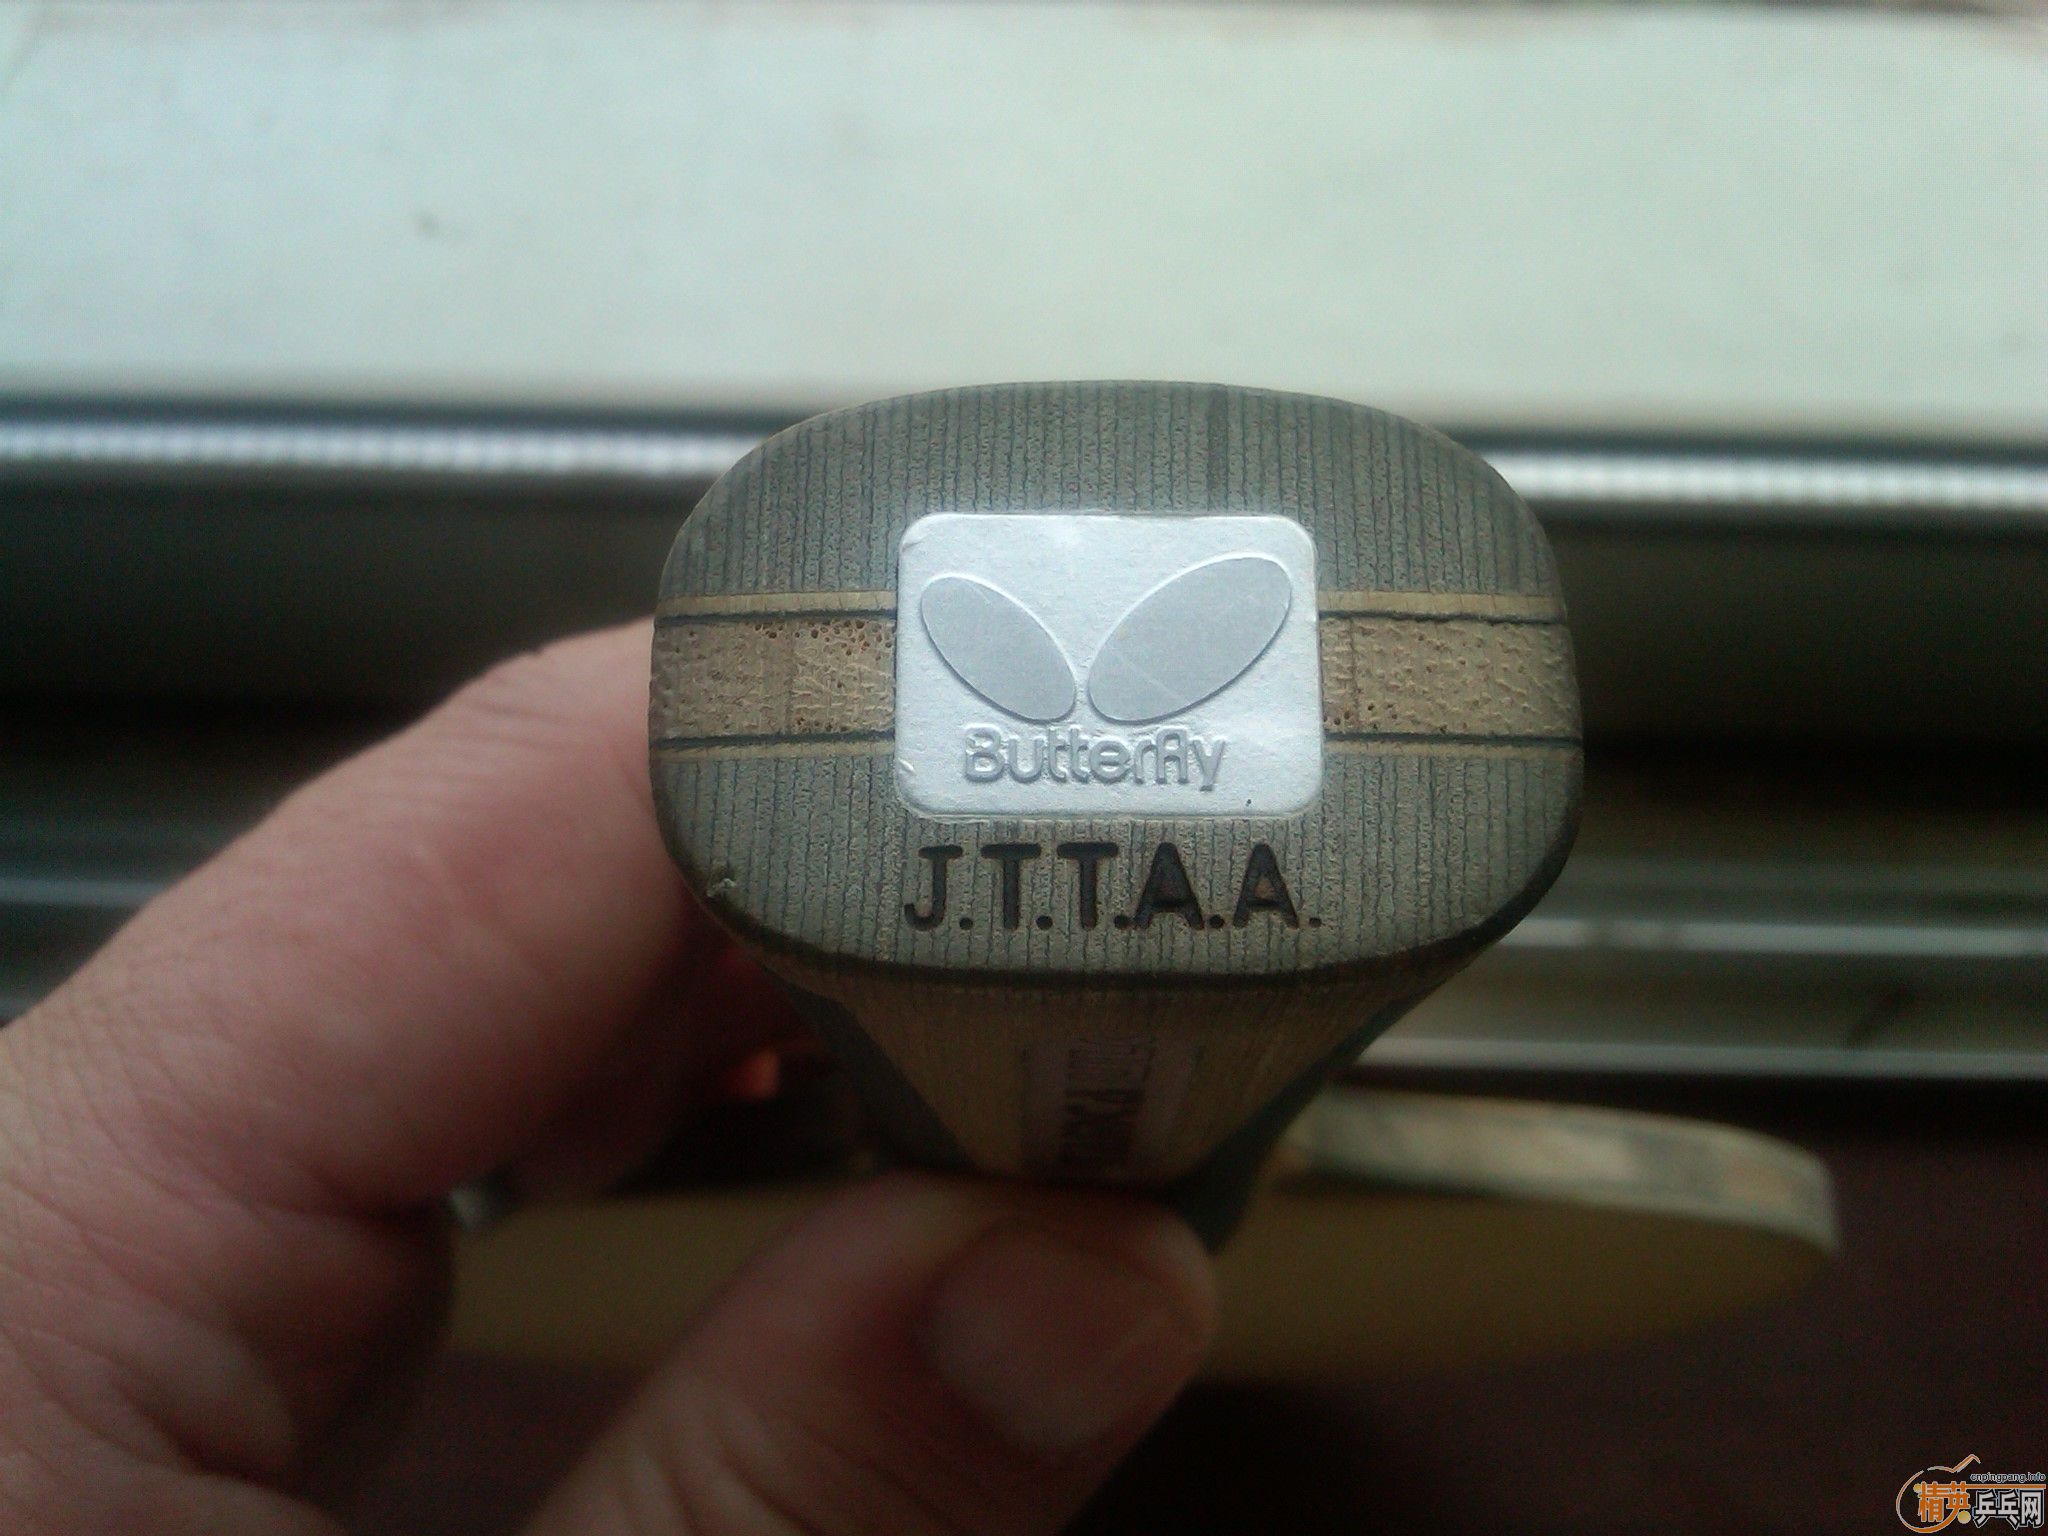 Butterfly
J.T.T.A.A.
cnpingpang.info
精英乒乓网